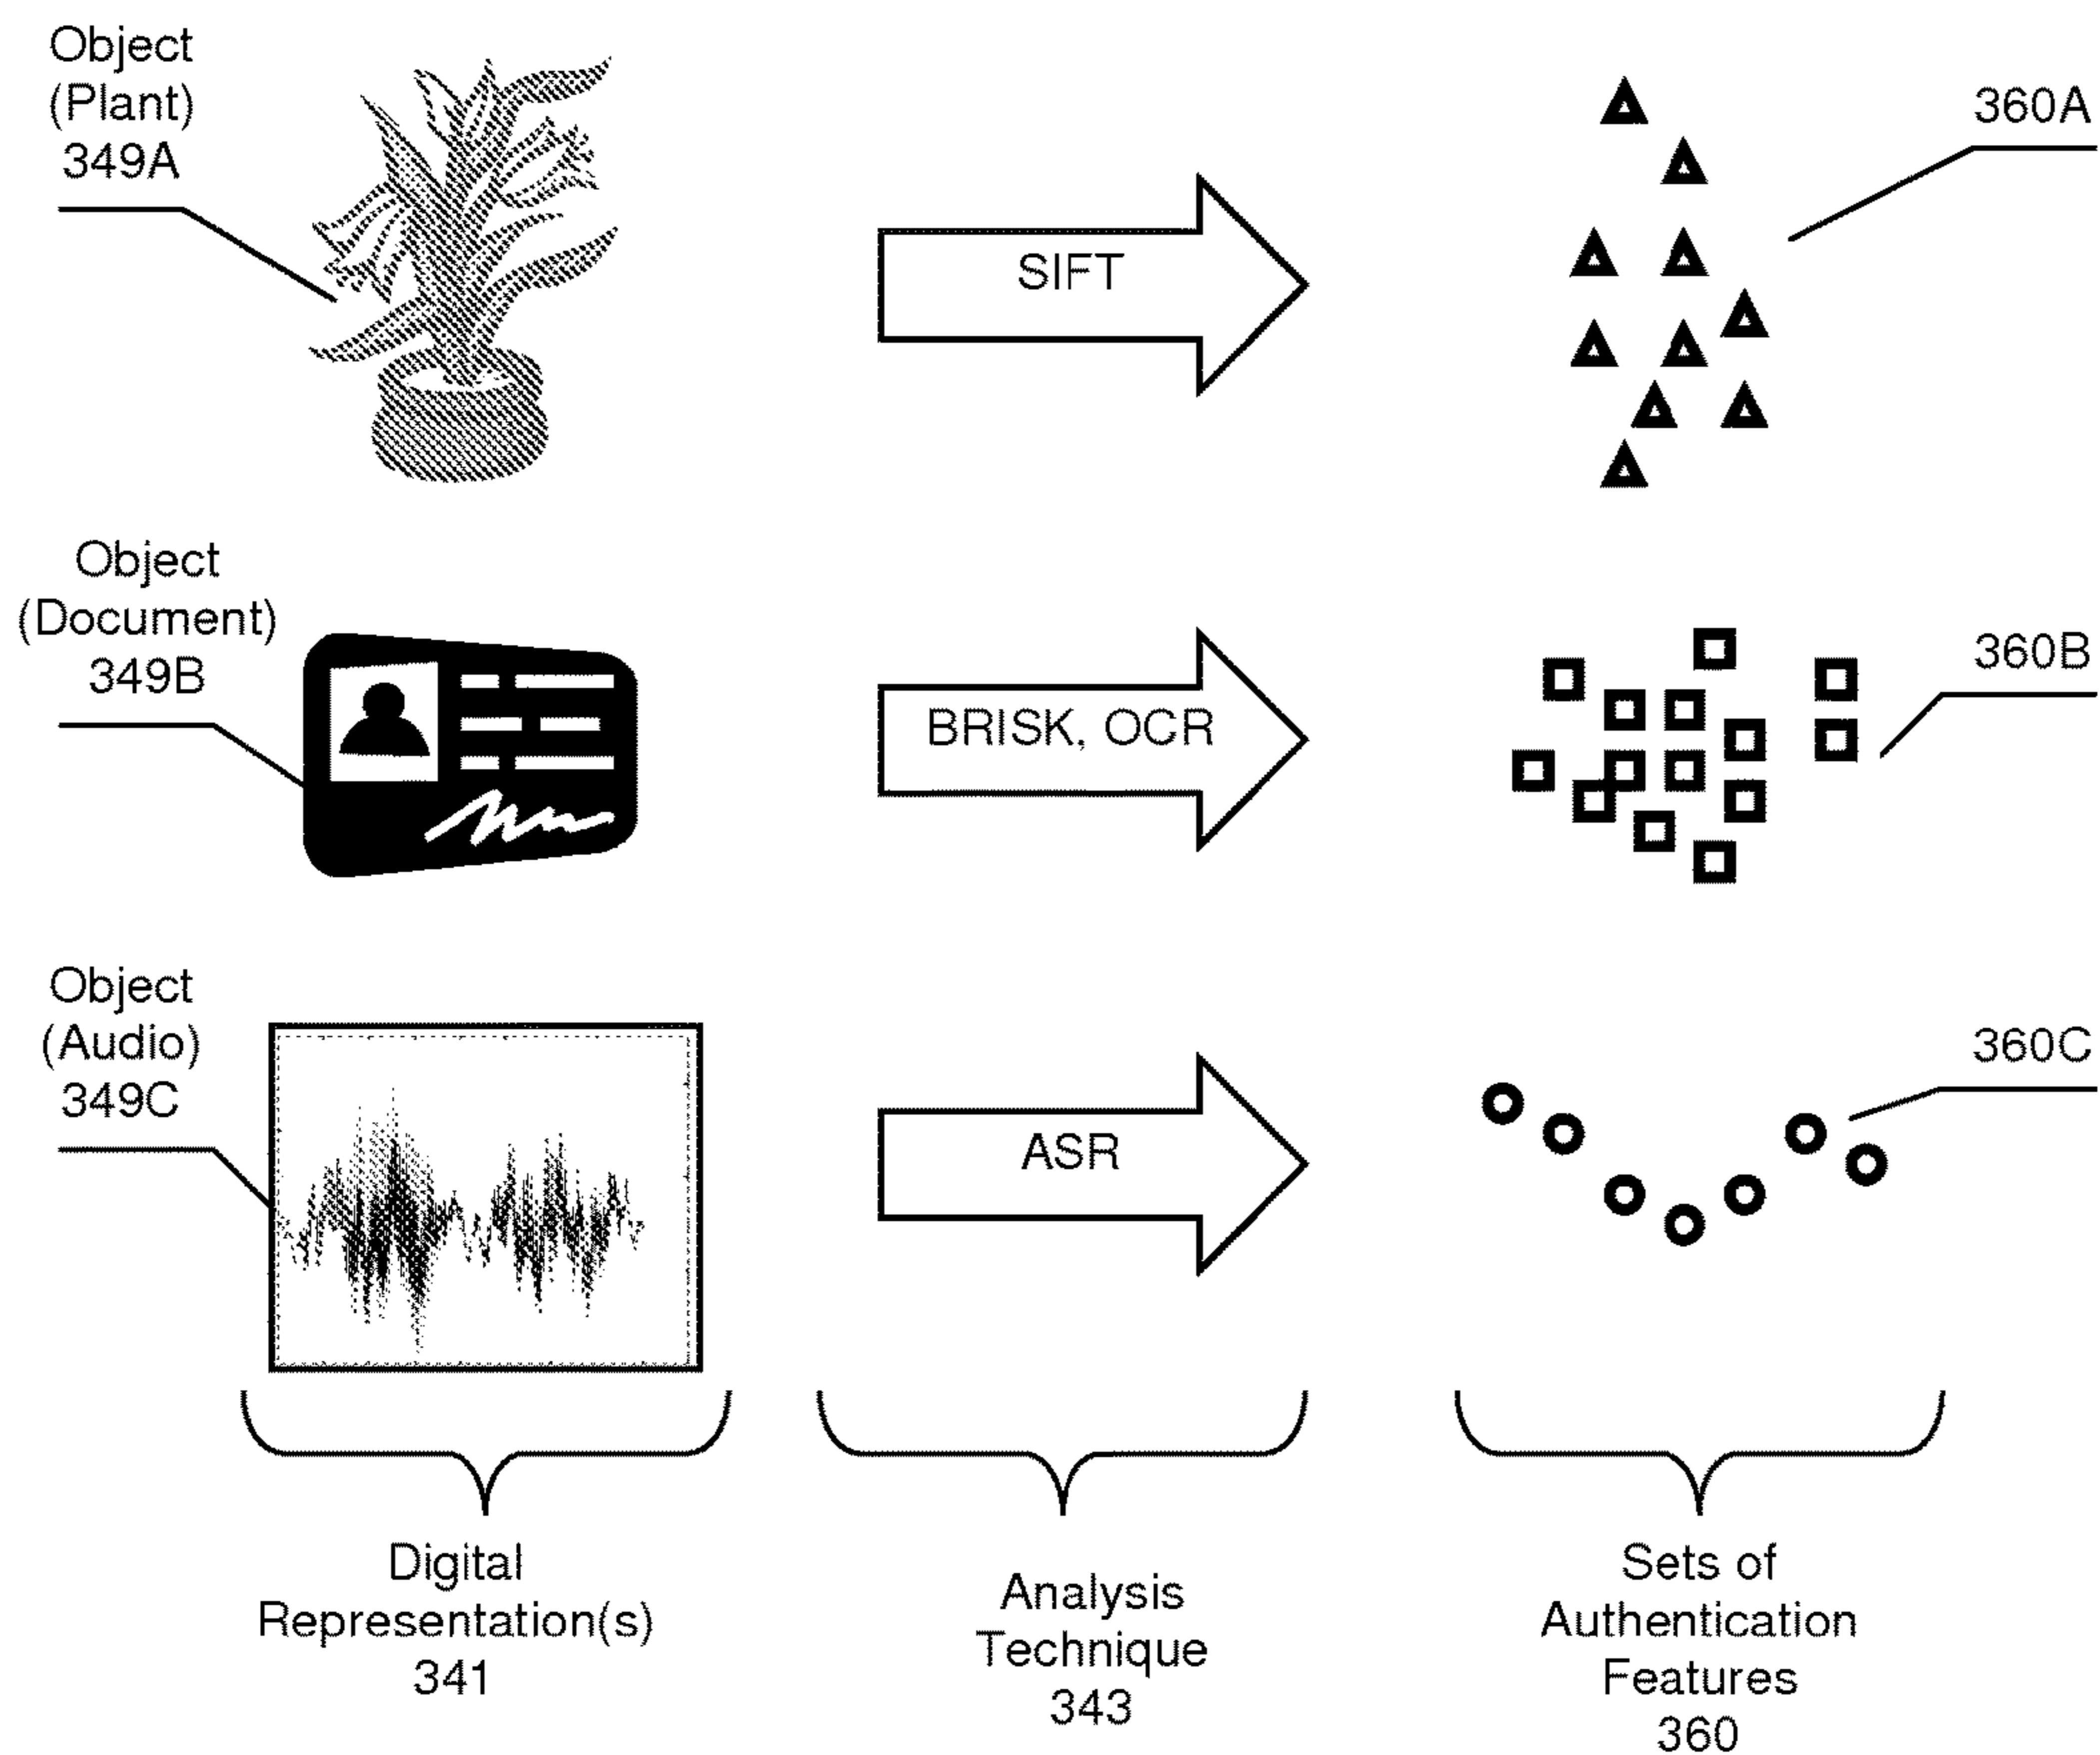 Object
(Plant)
349A
SIFT
360A
Object
(Document)
349B
BRISK, OCR
360B
Object
(Audio)
349C
ASR
360C
Digital
Representation(s)
341
Analysis
Technique
343
Sets of
Authentication
Features
360